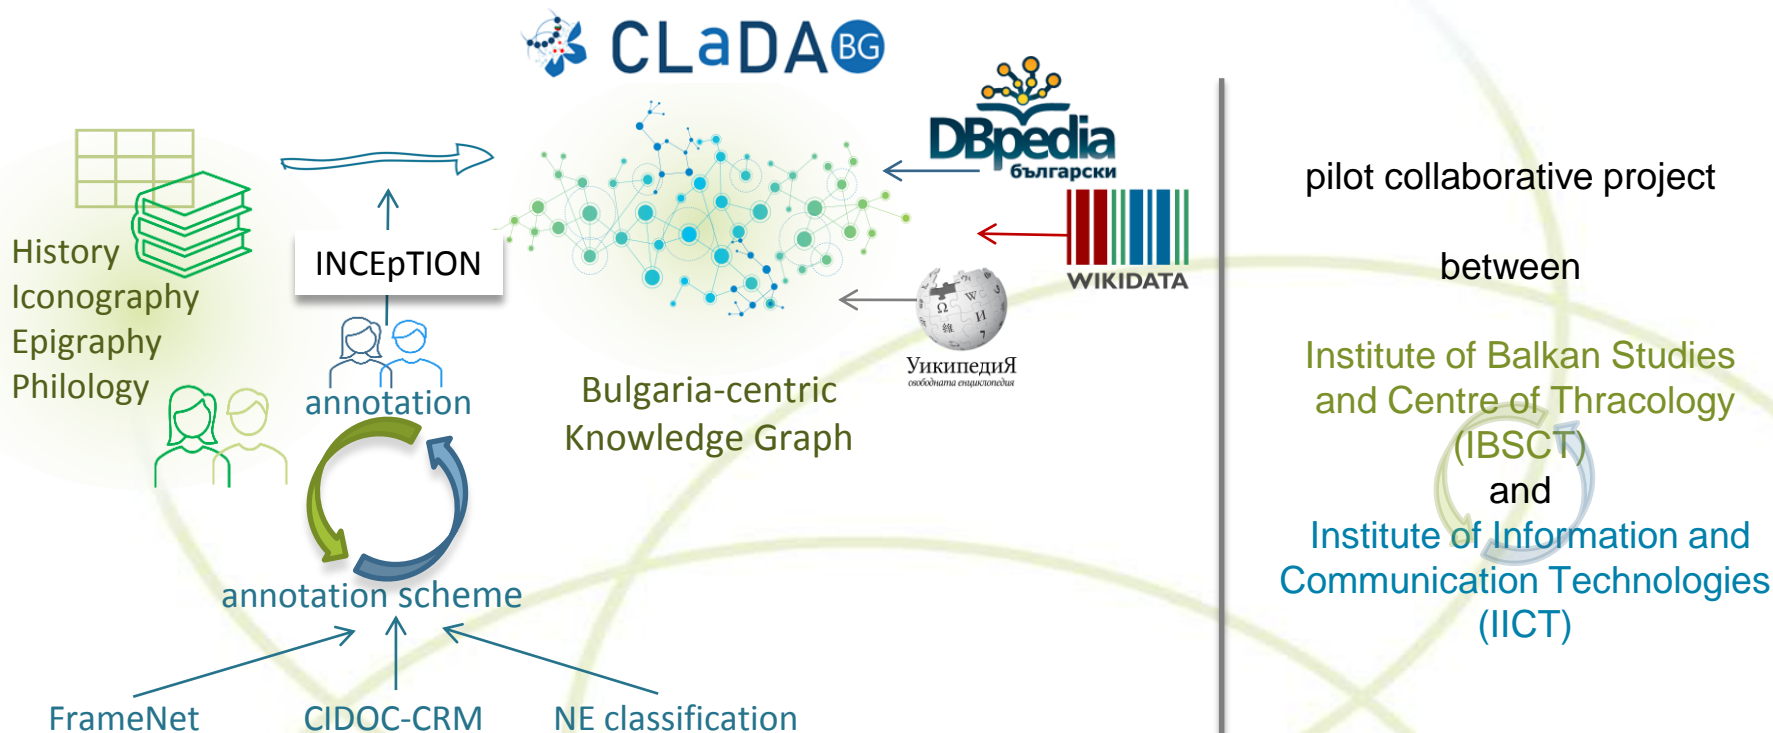 CLaDA BG
DBpedia
български
WIKIDATA
УикипедиЯ
свободната енциклопедия
History
Iconography
Epigraphy
Philology
INCEpTION
annotation
annotation scheme
FrameNet
CIDOC-CRM
NE classification
Bulgaria-centric
Knowledge Graph
pilot collaborative project
between
Institute of Balkan Studies
and Centre of Thracology
(IBSCT)
and
Institute of Information and
Communication Technologies
(IICT)